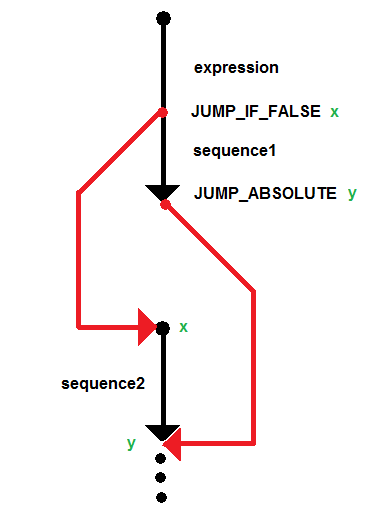 expression
JUMP_IF_FALSE x
sequence1
JUMP_ABSOLUTE y
x
sequence2
y